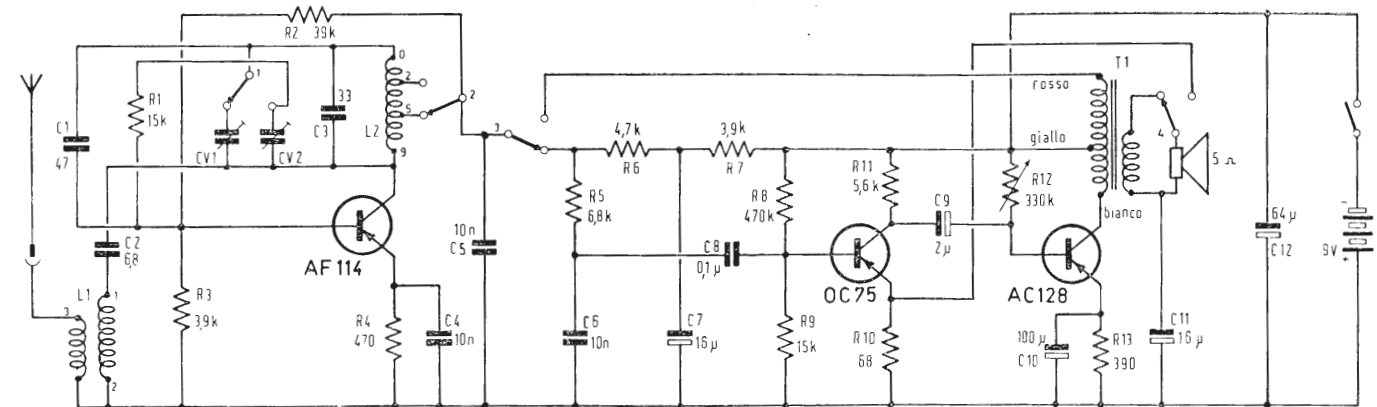 R2 39k
C1
47
R1
15k
1
CV1
CV2
33
C3
0
2
5
9
L2
2
C2
6,8
L1
3
1
2
R3
3,9k
AF114
R4
470
C4
10n
10n
C5
3
4,7k
R6
3,9k
R7
R5
6,8k
C6
10n
C7
16µ
C8
0,1µ
R8
470k
R9
15k
R11
5,6k
OC75
R10
68
C9
2µ
R12
330k
AC128
100µ
C10
R13
390
T1
rosso
giallo
bianco
4
5 Ω
C11
16µ
64µ
C12
-
9V
+